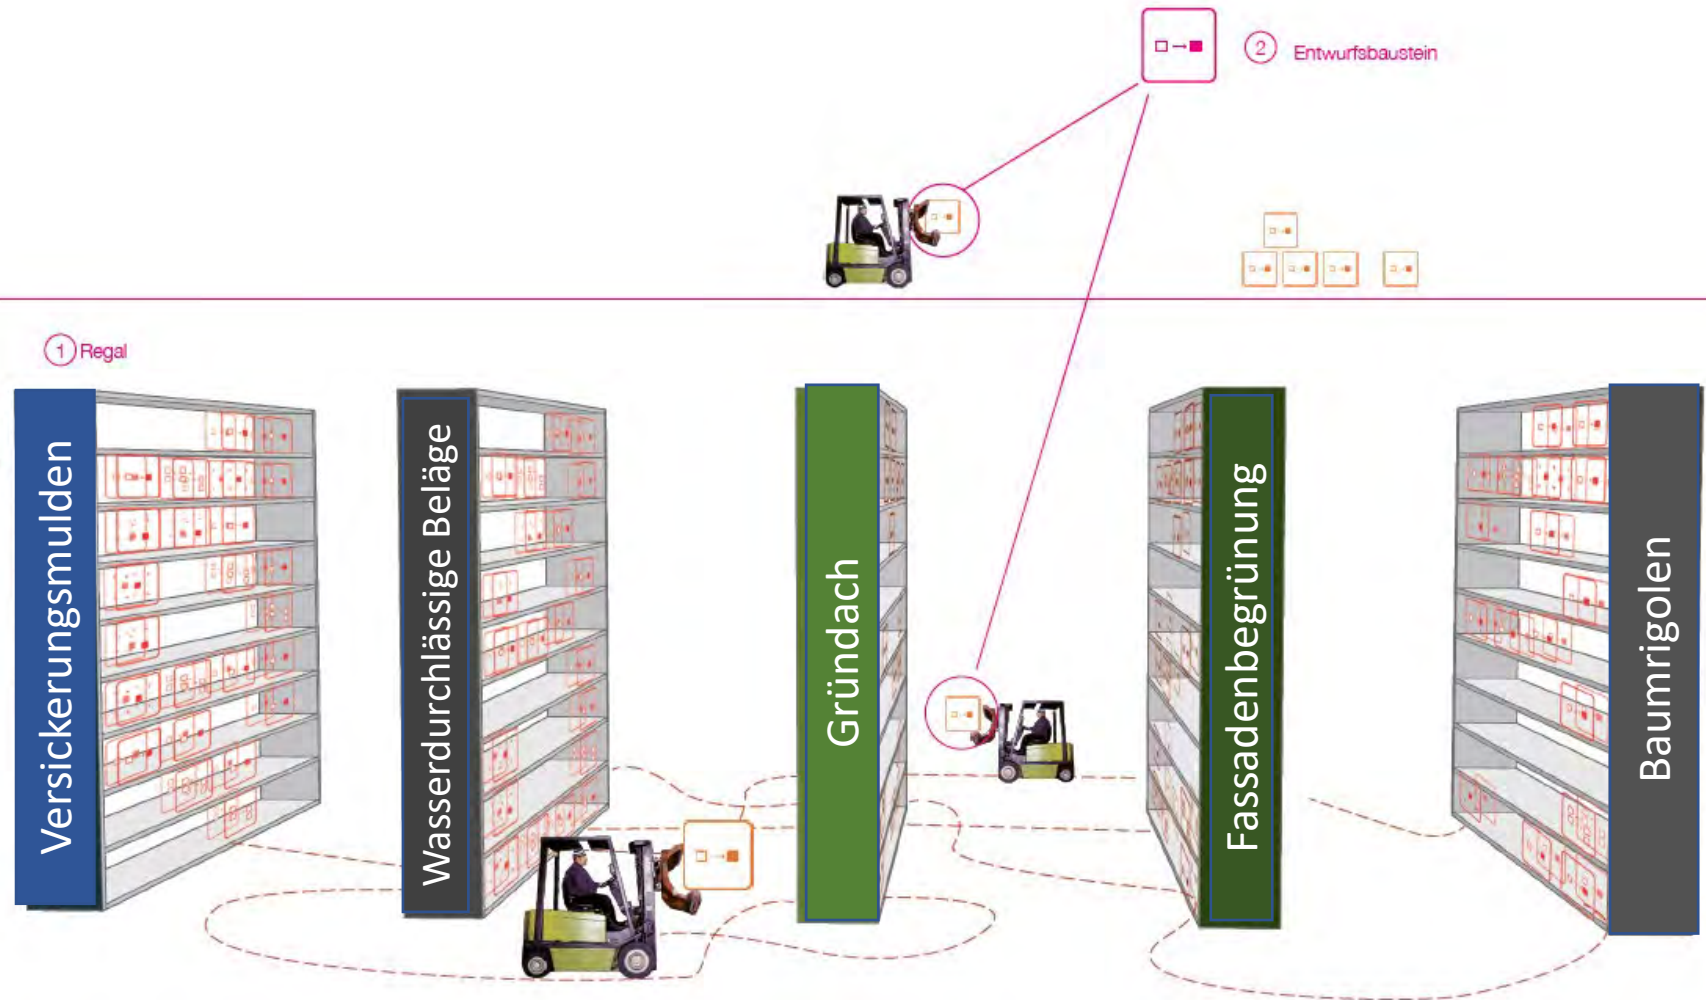 2 Entwurfsbaustein
1 Regal
Versickerungsmulden
Wasserdurchlässige Beläge
Gründach
Fassadenbegrünung
Baumrigolen